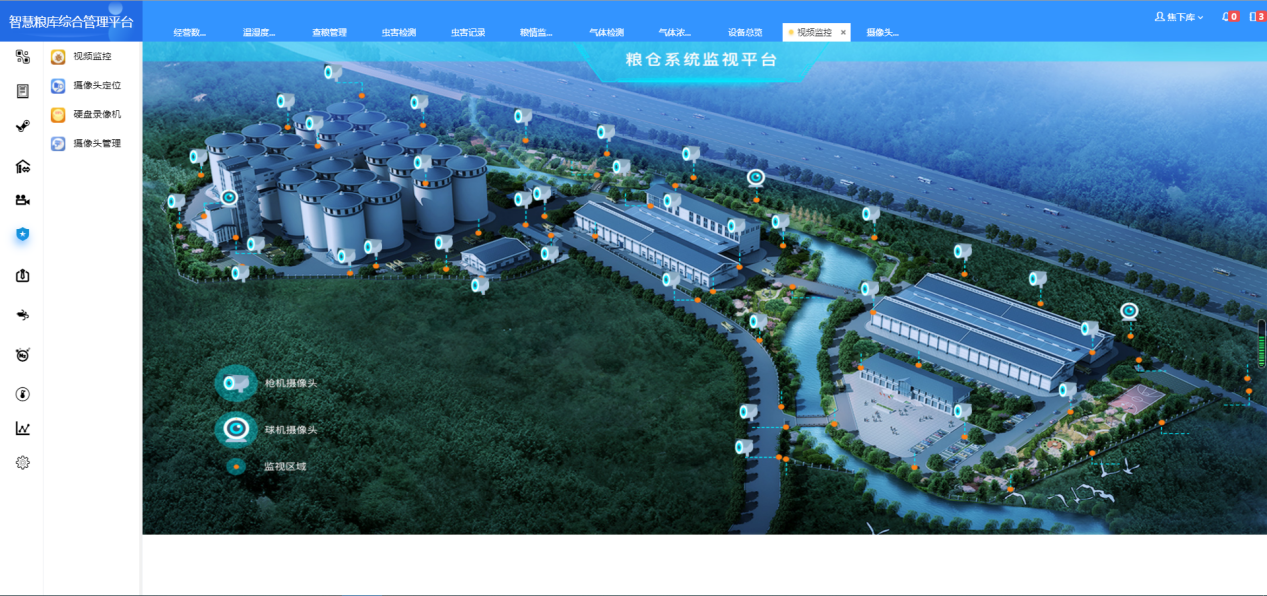 智慧粮库综合管理平台
焦下库
0
3
经营数...
温湿度...
查粮管理
虫害检测
虫害记录
粮情监...
气体检测
气体浓...
设备总览
视频监控
摄像头...
视频监控
摄像头定位
硬盘录像机
摄像头管理
粮仓系统监视平台
枪机摄像头
球机摄像头
监视区域